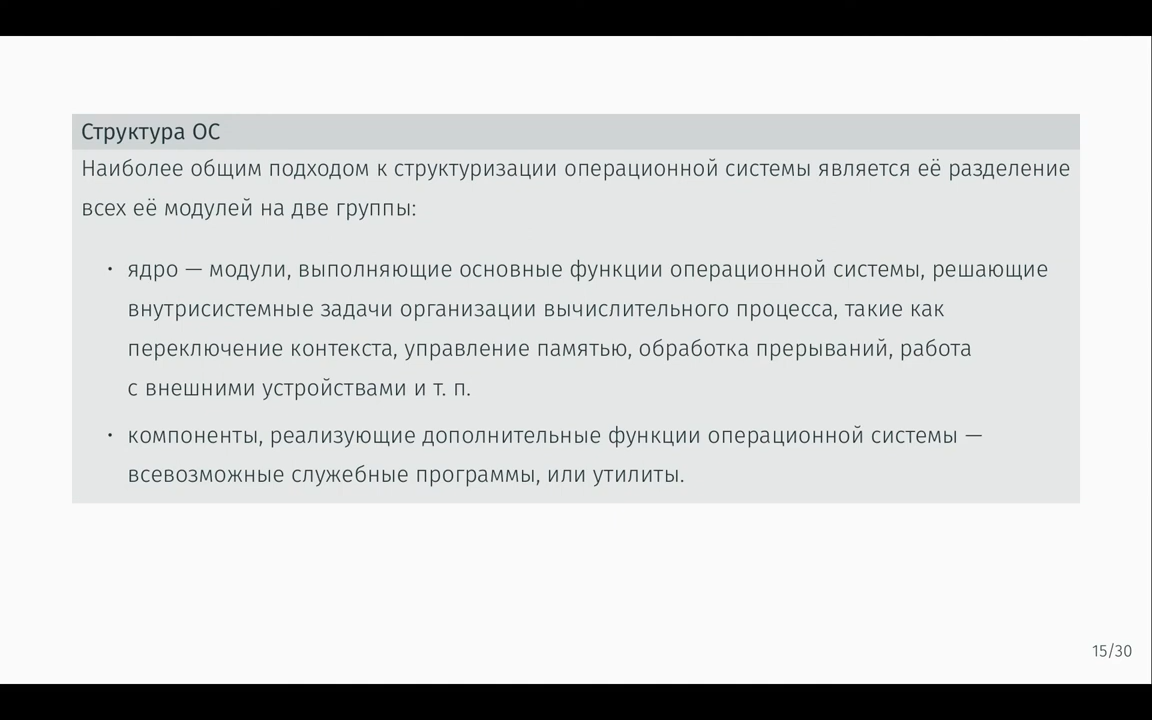 Структура ОС
Наиболее общим подходом к структуризации операционной системы является её разделение
всех её модулей на две группы:
· ядро — модули, выполняющие основные функции операционной системы, решающие
внутрисистемные задачи организации вычислительного процесса, такие как
переключение контекста, управление памятью, обработка прерываний, работа
с внешними устройствами и т. п.
· компоненты, реализующие дополнительные функции операционной системы —
всевозможные служебные программы, или утилиты.
15/30